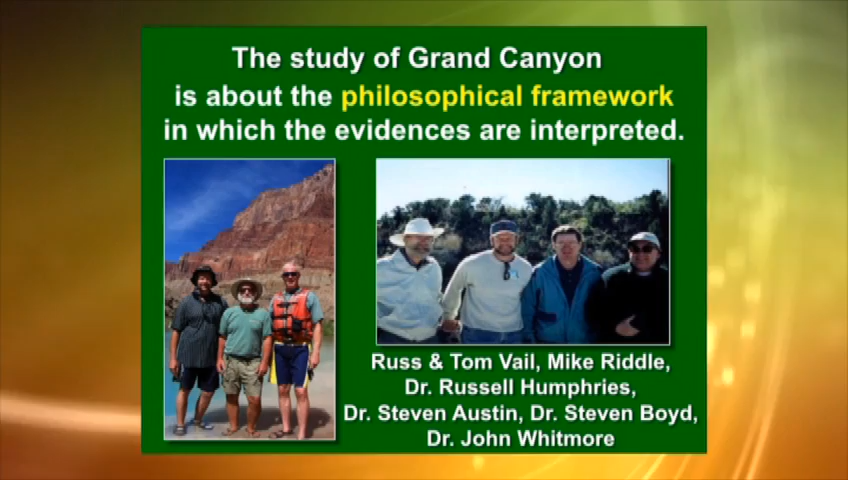 The study of Grand Canyon
is about the philosophical framework
in which the evidences are interpreted.
Russ & Tom Vail, Mike Riddle,
Dr. Russell Humphries,
Dr. Steven Austin, Dr. Steven Boyd,
Dr. John Whitmore